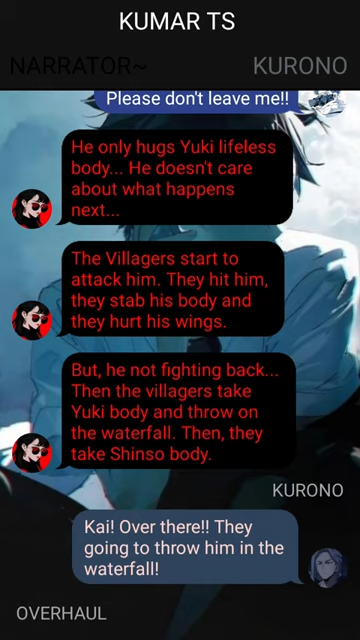 KUMAR TS
NARRATOR~
KURONO
Please don't leave me!!
He only hugs Yuki lifeless
body... He doesn't care
about what happens
next...
The Villagers start to
attack him. They hit him,
they stab his body and
they hurt his wings.
But, he not fighting back...
Then the villagers take
Yuki body and throw on
the waterfall. Then, they
take Shinso body.
KURONO
Kai! Over there!! They
going to throw him in the
waterfall!
OVERHAUL